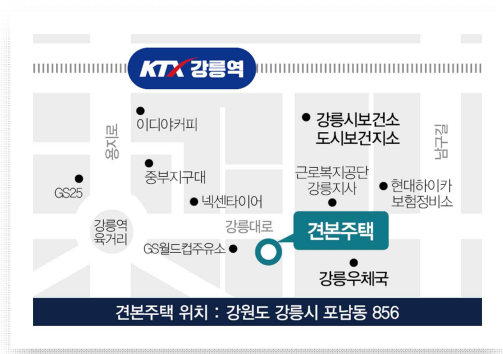 KTX 강릉역
이디야커피
강릉시보건소
도시보건지소
용지로
남구길
중부지구대
근로복지공단
강릉지사
현대하이카
보험정비소
GS25
넥센타이어
강릉역
육거리
강릉대로
견본주택
GS월드컵주유소
강릉우체국
견본주택 위치 : 강원도 강릉시 포남동 856